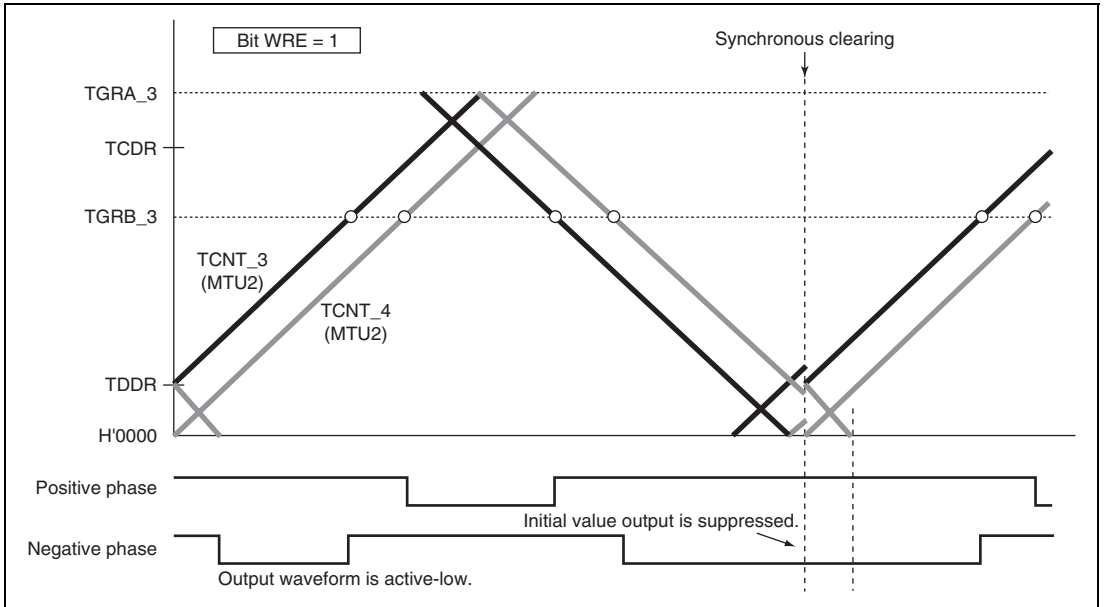 Bit WRE = 1
Synchronous clearing
TGRA_3
TCDR
TGRB_3
TCNT_3
(MTU2)
TCNT_4
(MTU2)
TDDR
H'0000
Positive phase
Initial value output is suppressed.
Negative phase
Output waveform is active-low.